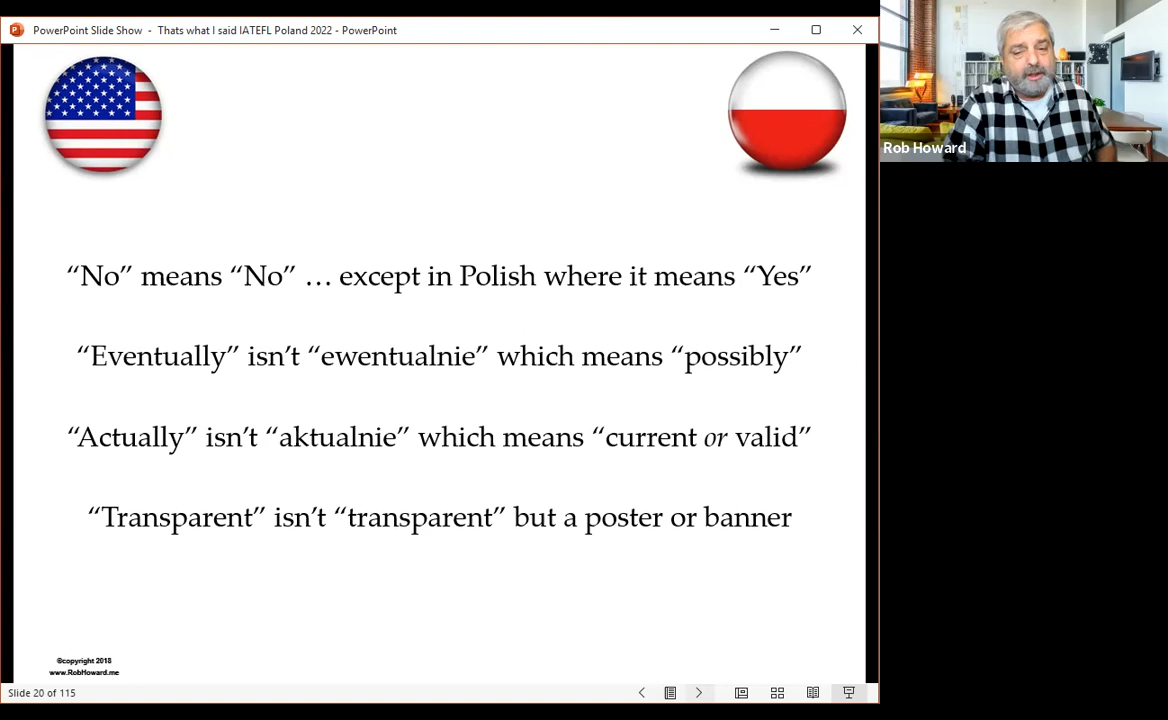 PowerPoint Slide Show - Thats what I said IATEFL Poland 2022 - PowerPoint
Rob Howard
“No” means “No” … except in Polish where it means “Yes”
“Eventually” isn’t “ewentualnie” which means “possibly”
“Actually” isn’t “aktualnie” which means “current or valid”
“Transparent” isn’t “transparent” but a poster or banner
©copyright 2018
www.RobHoward.me
Slide 20 of 115